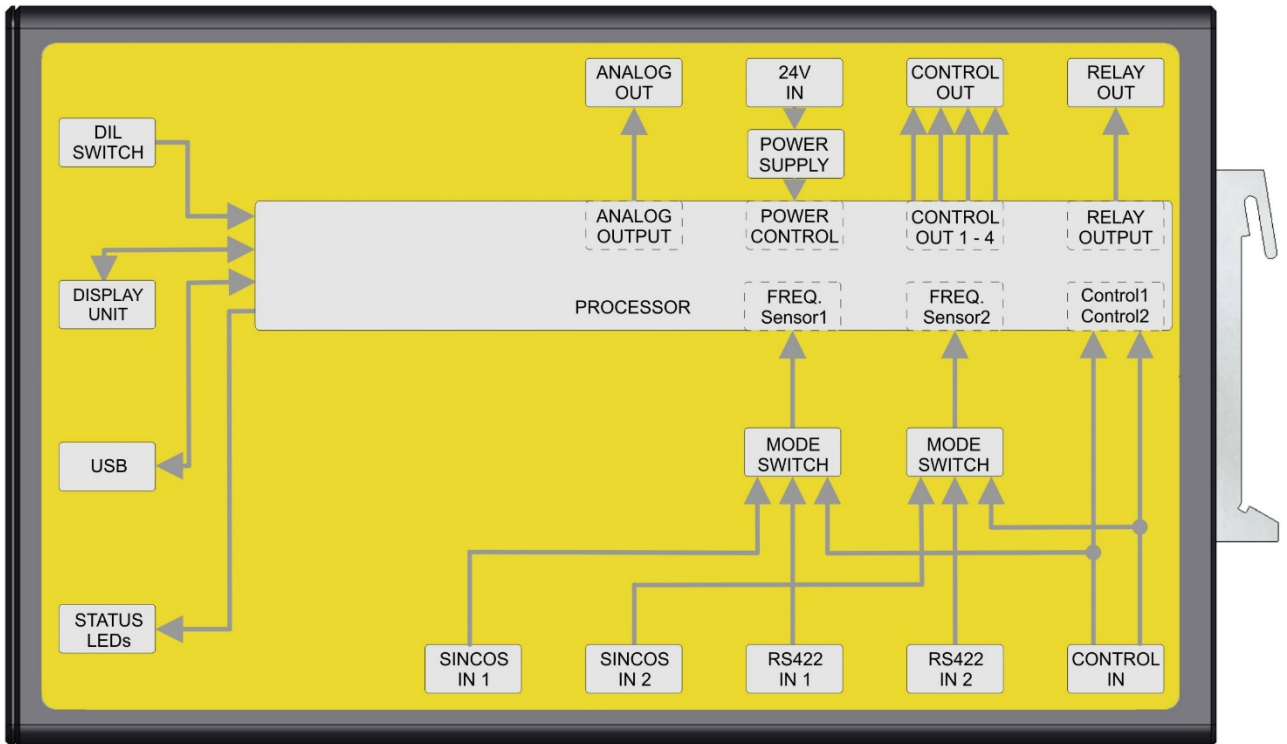 ANALOG
OUT
24V
IN
CONTROL
OUT
RELAY
OUT
DIL
SWITCH
POWER
SUPPLY
ANALOG
OUTPUT
POWER
CONTROL
CONTROL
OUT 1 - 4
RELAY
OUTPUT
DISPLAY
UNIT
PROCESSOR
FREQ.
Sensor1
FREQ.
Sensor2
Control1
Control2
USB
MODE
SWITCH
MODE
SWITCH
STATUS
LEDs
SINCOS
IN 1
SINCOS
IN 2
RS422
IN 1
RS422
IN 2
CONTROL
IN